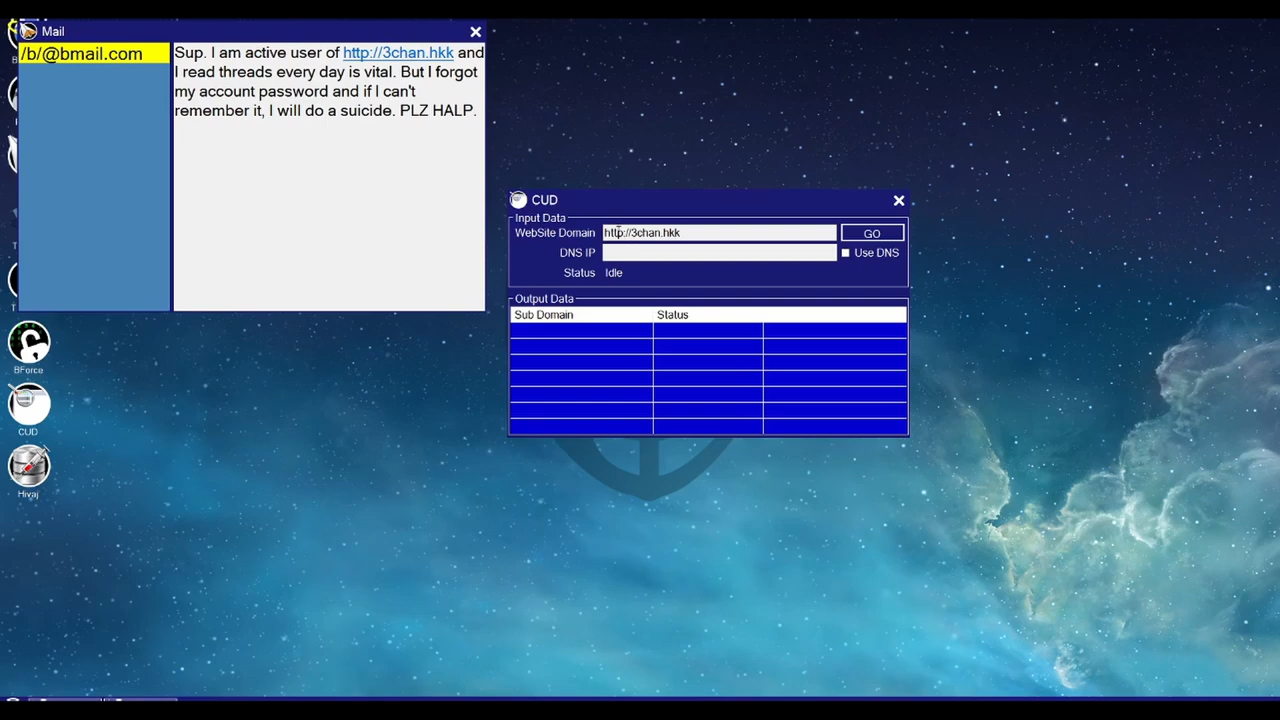 Mail
/b/@bmail.com
Sup. I am active user of http://3chan.hkk and
I read threads every day is vital. But I forgot
my account password and if I can't
remember it, I will do a suicide. PLZ HALP.
CUD
Input Data
WebSite Domain http://3chan.hkk GO
DNS IP Use DNS
Status Idle
Output Data
Sub Domain Status
BForce
CUD
Hivaj